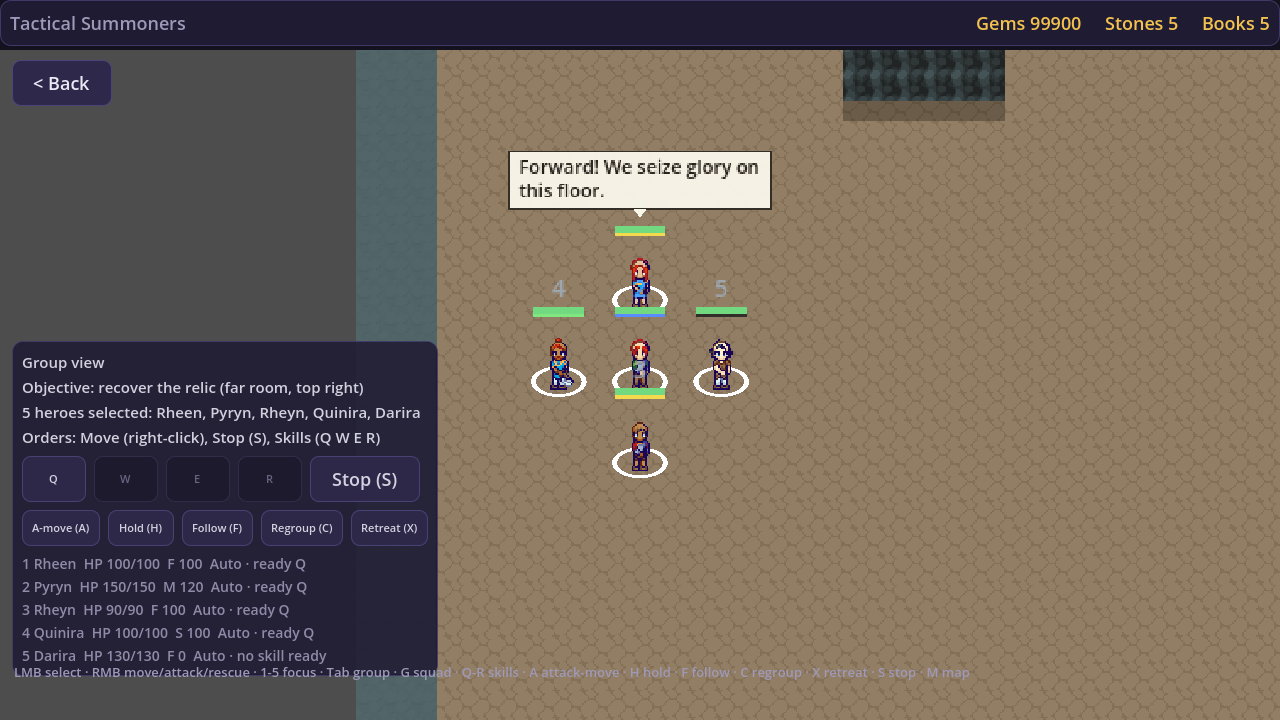 Tactical Summoners
Gems 99900 Stones 5 Books 5
< Back
Forward! We seize glory on
this floor.
4
5
Group view
Objective: recover the relic (far room, top right)
5 heroes selected: Rheen, Pyryn, Rheyn, Quinira, Darira
Orders: Move (right-click), Stop (S), Skills (Q W E R)
Q W E R Stop (S)
A-move (A) Hold (H) Follow (F) Regroup (C) Retreat (X)
1 Rheen HP 100/100 F 100 Auto · ready Q
2 Pyryn HP 150/150 M 120 Auto · ready Q
3 Rheyn HP 90/90 F 100 Auto · ready Q
4 Quinira HP 100/100 S 100 Auto · ready Q
5 Darira HP 130/130 F 0 Auto · no skill ready
LMB select · RMB move/attack/rescue · 1-5 focus · Tab group · G squad · Q-R skills · A attack-move · H hold · F follow · C regroup · X retreat · S stop · M map